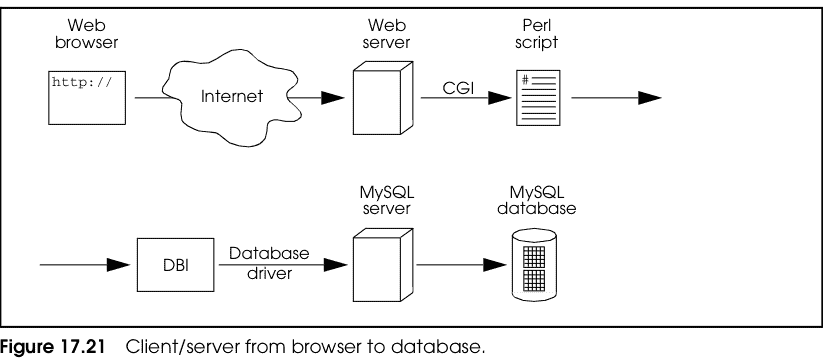 Web
browser
Web
server
Perl
script
http://
Internet
CGI
#
MySQL
server
MySQL
database
DBI
Database
driver
Figure 17.21 Client/server from browser to database.